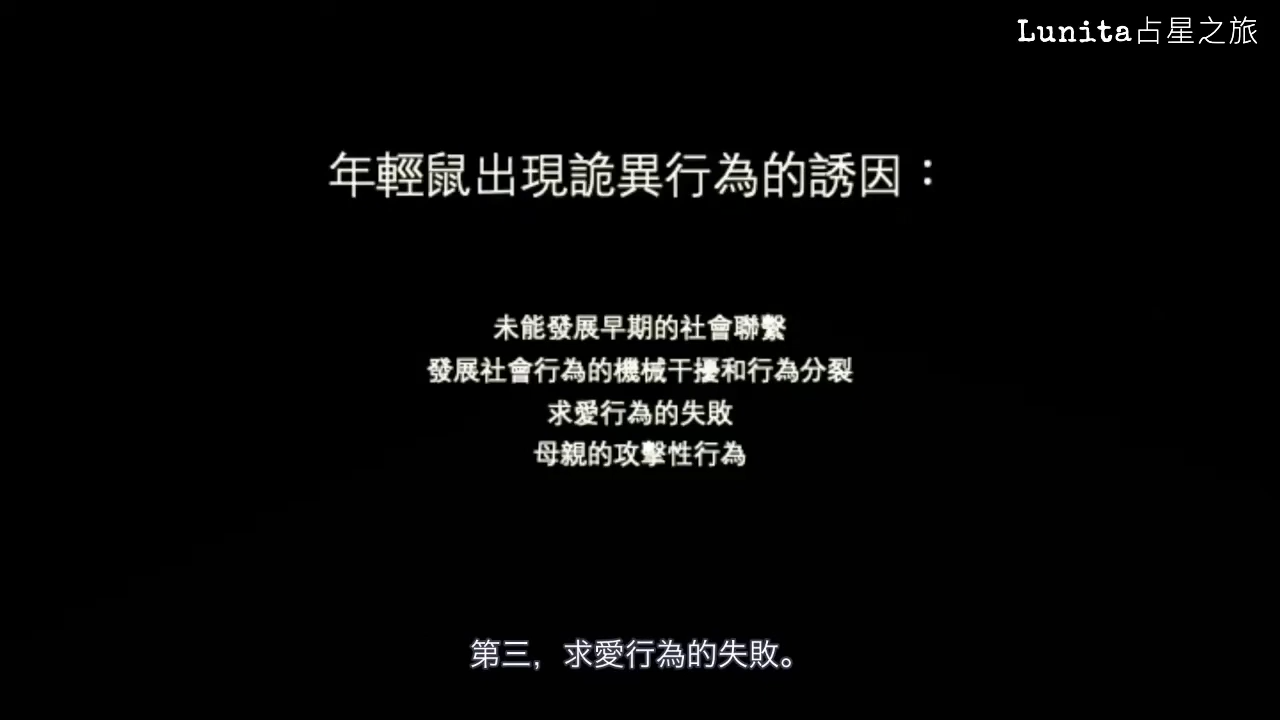 Lunita占星之旅
年輕鼠出現詭異行為的誘因：
未能發展早期的社會聯繫
發展社會行為的機械干擾和行為分裂
求愛行為的失敗
母親的攻擊性行為
第三，求愛行為的失敗。